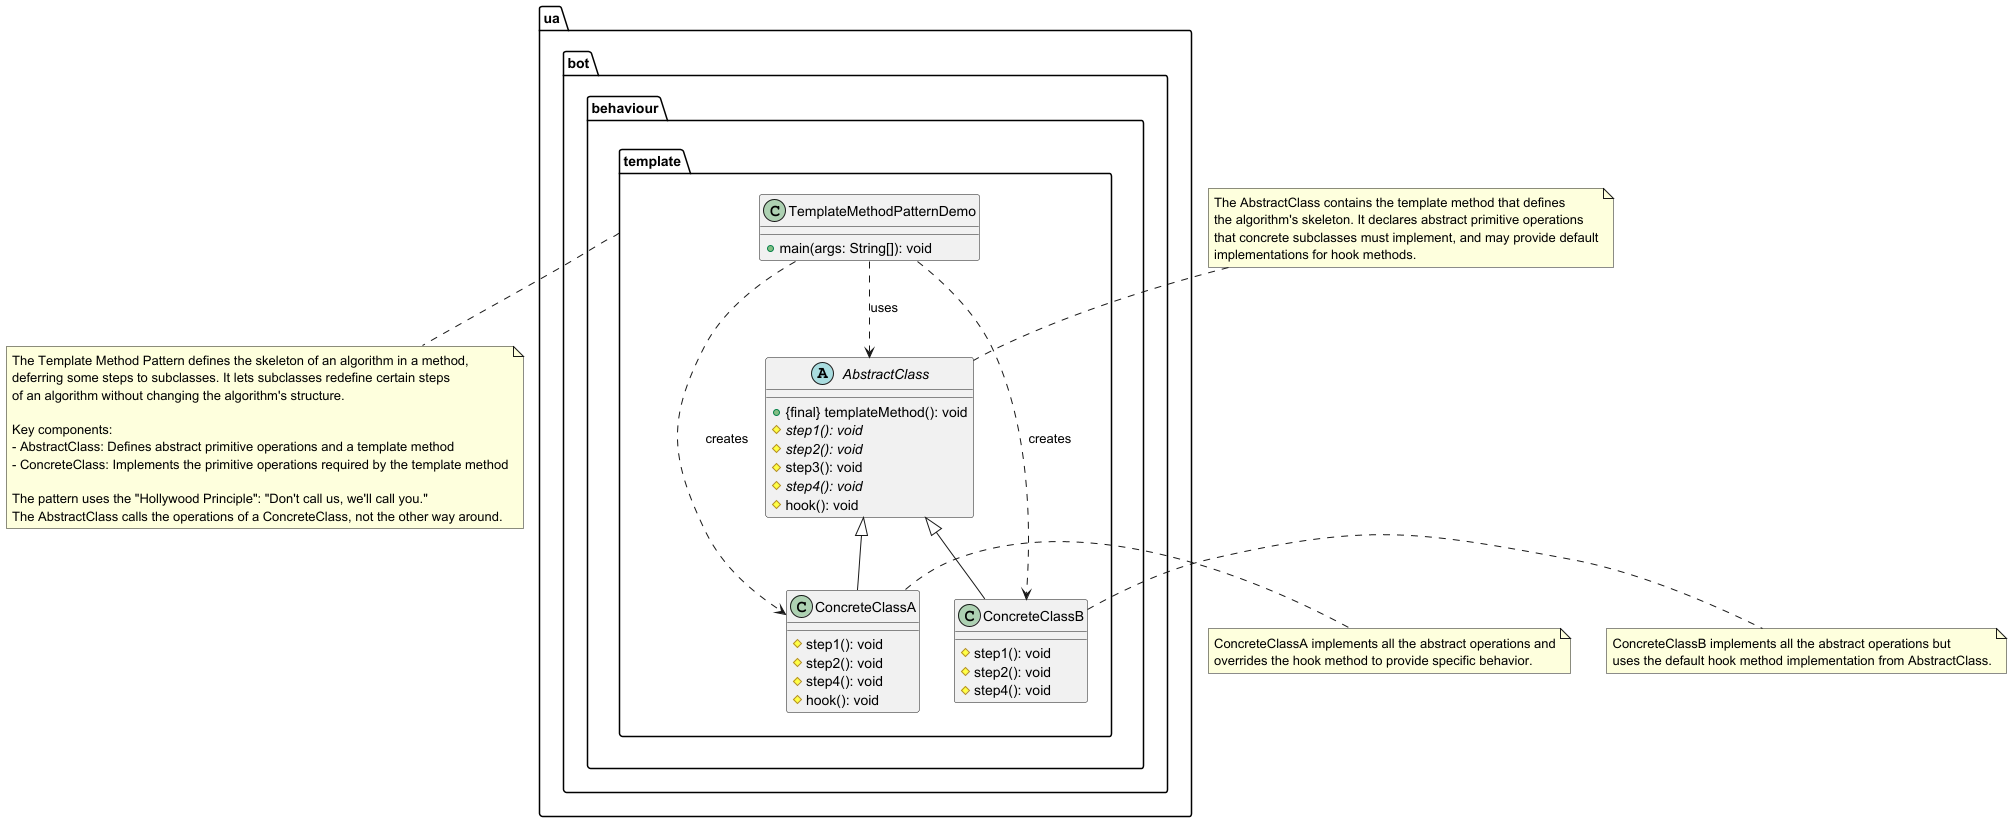 ua
bot
behaviour
template
C TemplateMethodPatternDemo
main(args: String[]): void
The AbstractClass contains the template method that defines
the algorithm's skeleton. It declares abstract primitive operations
that concrete subclasses must implement, and may provide default
implementations for hook methods.
uses
The Template Method Pattern defines the skeleton of an algorithm in a method,
deferring some steps to subclasses. It lets subclasses redefine certain steps
of an algorithm without changing the algorithm's structure.
Key components:
- AbstractClass: Defines abstract primitive operations and a template method
- ConcreteClass: Implements the primitive operations required by the template method
The pattern uses the "Hollywood Principle": "Don't call us, we'll call you."
The AbstractClass calls the operations of a ConcreteClass, not the other way around.
creates
A AbstractClass
{final} templateMethod(): void
step1(): void
step2(): void
step3(): void
step4(): void
hook(): void
creates
C ConcreteClassA
step1(): void
step2(): void
step4(): void
hook(): void
C ConcreteClassB
step1(): void
step2(): void
step4(): void
ConcreteClassA implements all the abstract operations and
overrides the hook method to provide specific behavior.
ConcreteClassB implements all the abstract operations but
uses the default hook method implementation from AbstractClass.